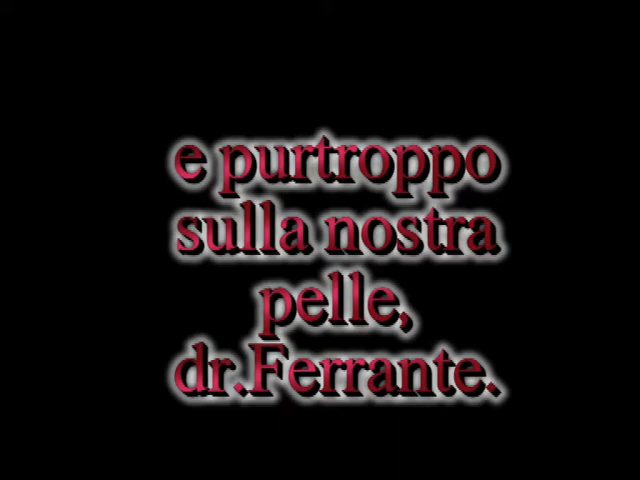 e purtroppo
sulla nostra
pelle,
dr.Ferrante.